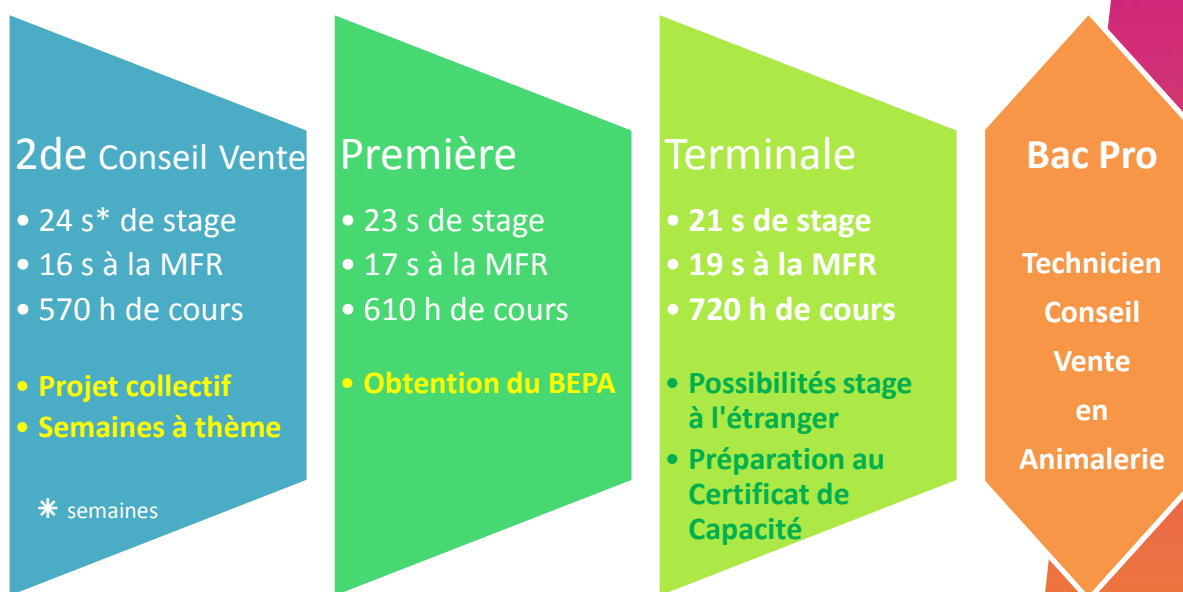 2de Conseil Vente
• 24 s* de stage
• 16 s à la MFR
• 570 h de cours
• Projet collectif
• Semaines à thème
* semaines
Première
• 23 s de stage
• 17 s à la MFR
• 610 h de cours
• Obtention du BEPA
Terminale
• 21 s de stage
• 19 s à la MFR
• 720 h de cours
• Possibilités stage
à l'étranger
• Préparation au
Certificat de
Capacité
Bac Pro
Technicien
Conseil
Vente
en
Animalerie